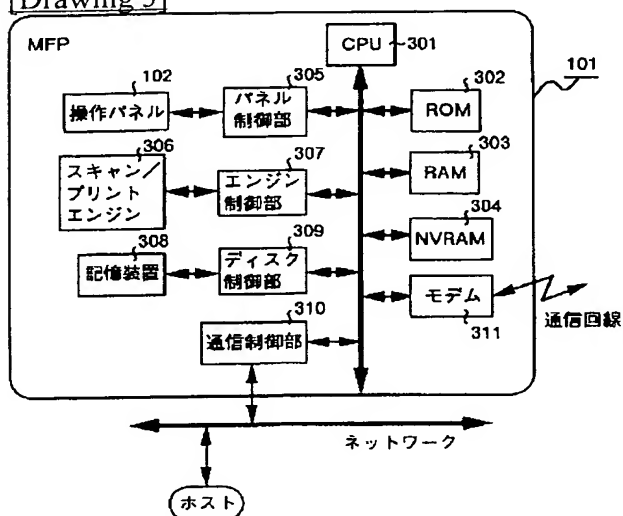 [Drawing 3]
MFP
CPU
301
101
102
操作パネル
305
パネル
制御部
302
ROM
306
スキャン/
プリント
エンジン
307
エンジン
制御部
303
RAM
304
NVRAM
308
記憶装置
309
ディスク
制御部
モデム
311
通信回線
310
通信制御部
ネットワーク
ホスト